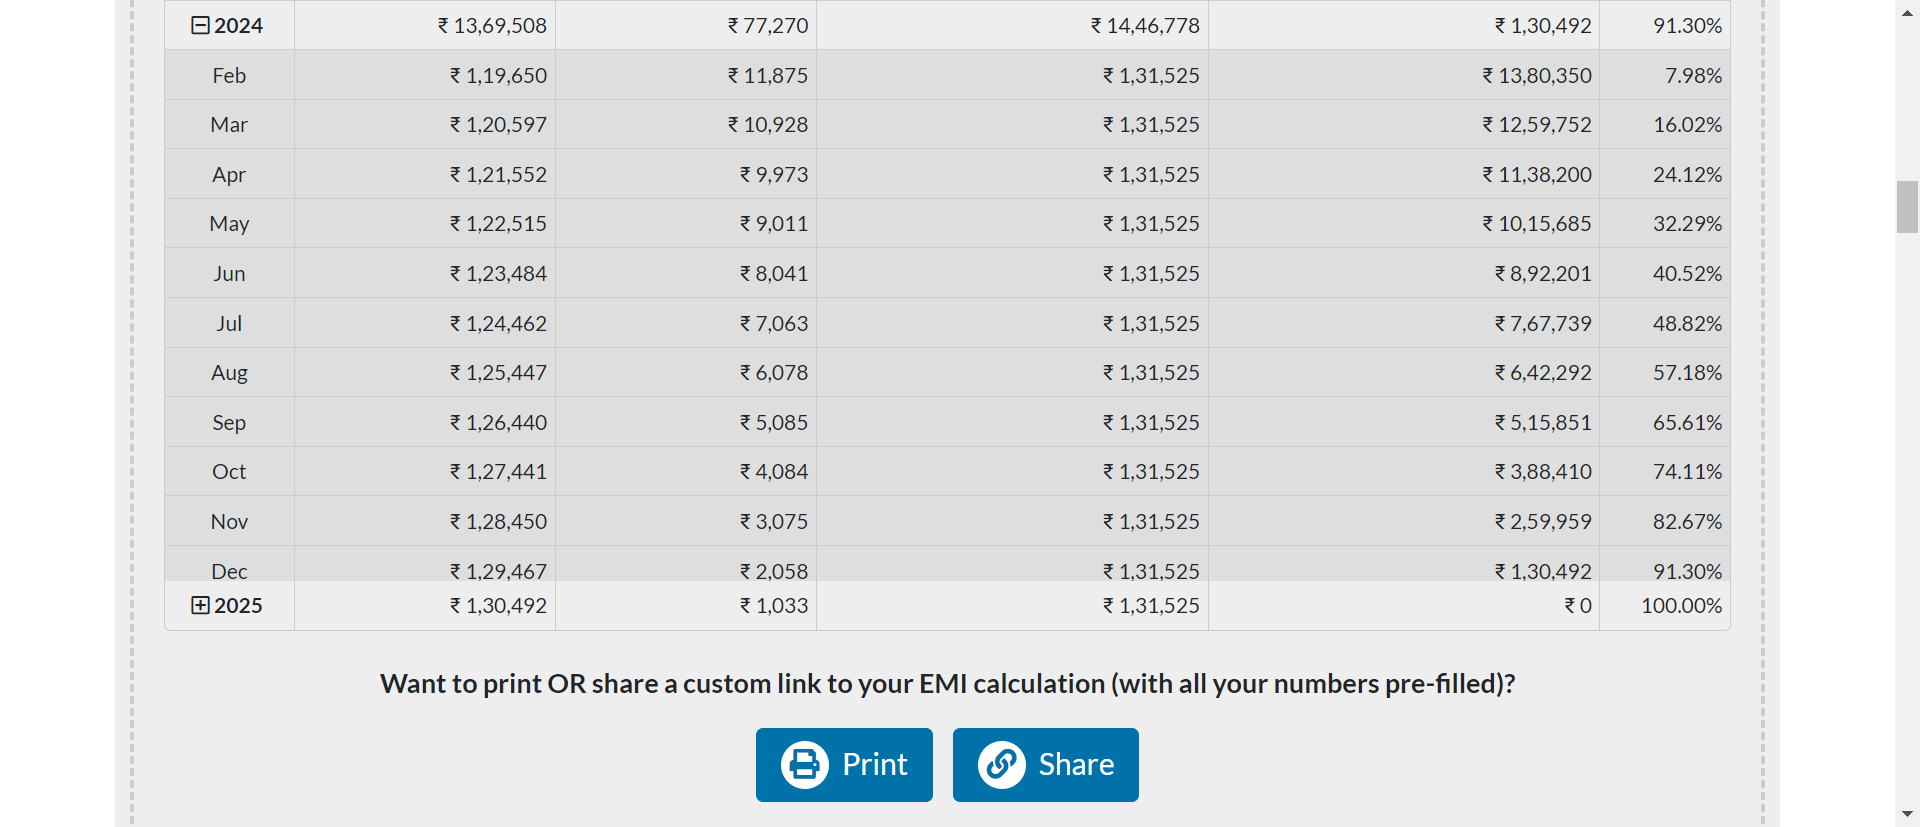 2024 ₹ 13,69,508 ₹ 77,270 ₹ 14,46,778 ₹ 1,30,492 91.30%
Feb ₹ 1,19,650 ₹ 11,875 ₹ 1,31,525 ₹ 13,80,350 7.98%
Mar ₹ 1,20,597 ₹ 10,928 ₹ 1,31,525 ₹ 12,59,752 16.02%
Apr ₹ 1,21,552 ₹ 9,973 ₹ 1,31,525 ₹ 11,38,200 24.12%
May ₹ 1,22,515 ₹ 9,011 ₹ 1,31,525 ₹ 10,15,685 32.29%
Jun ₹ 1,23,484 ₹ 8,041 ₹ 1,31,525 ₹ 8,92,201 40.52%
Jul ₹ 1,24,462 ₹ 7,063 ₹ 1,31,525 ₹ 7,67,739 48.82%
Aug ₹ 1,25,447 ₹ 6,078 ₹ 1,31,525 ₹ 6,42,292 57.18%
Sep ₹ 1,26,440 ₹ 5,085 ₹ 1,31,525 ₹ 5,15,851 65.61%
Oct ₹ 1,27,441 ₹ 4,084 ₹ 1,31,525 ₹ 3,88,410 74.11%
Nov ₹ 1,28,450 ₹ 3,075 ₹ 1,31,525 ₹ 2,59,959 82.67%
Dec ₹ 1,29,467 ₹ 2,058 ₹ 1,31,525 ₹ 1,30,492 91.30%
2025 ₹ 1,30,492 ₹ 1,033 ₹ 1,31,525 ₹ 0 100.00%
Want to print OR share a custom link to your EMI calculation (with all your numbers pre-filled)?
Print Share